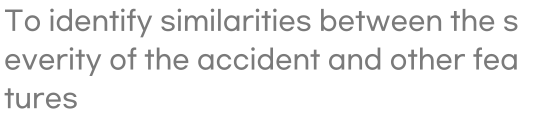 To identify similarities between the s
everity of the accident and other fea
tures